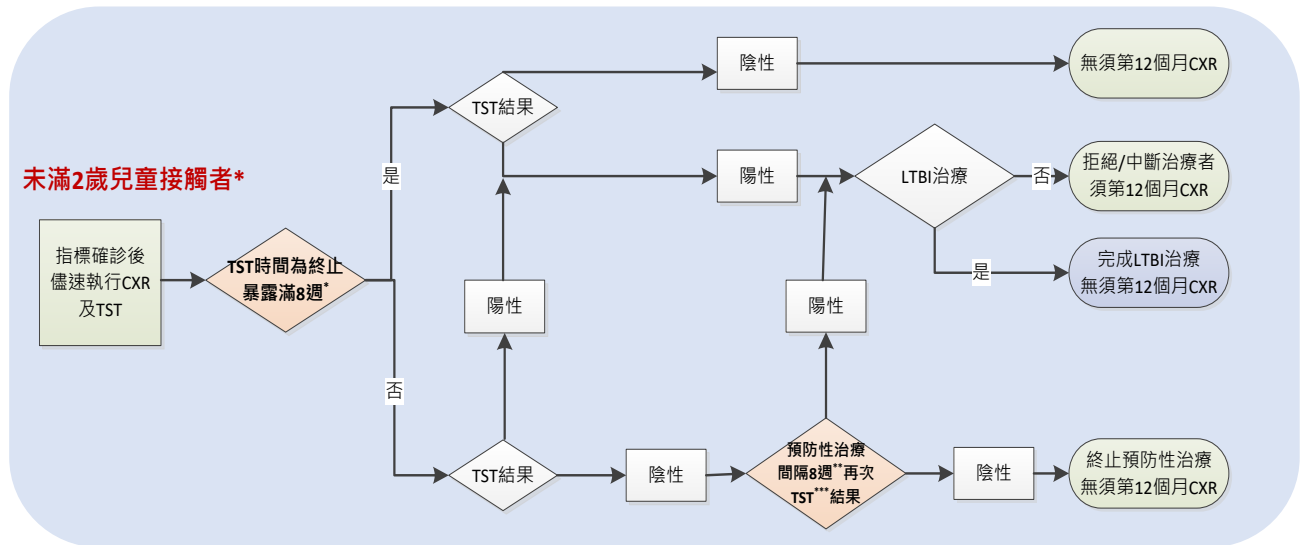 陰性
無須第12個月CXR
TST結果
未滿2歲兒童接觸者*
是
陽性
LTBI治療
否
拒絕/中斷治療者
須第12個月CXR
指標確診後
儘速執行CXR
及TST
TST時間為終止
暴露滿8週*
是
完成LTBI治療
無須第12個月CXR
陽性
陽性
否
TST結果
陰性
預防性治療
間隔8週**再次
TST***結果
陰性
終止預防性治療
無須第12個月CXR